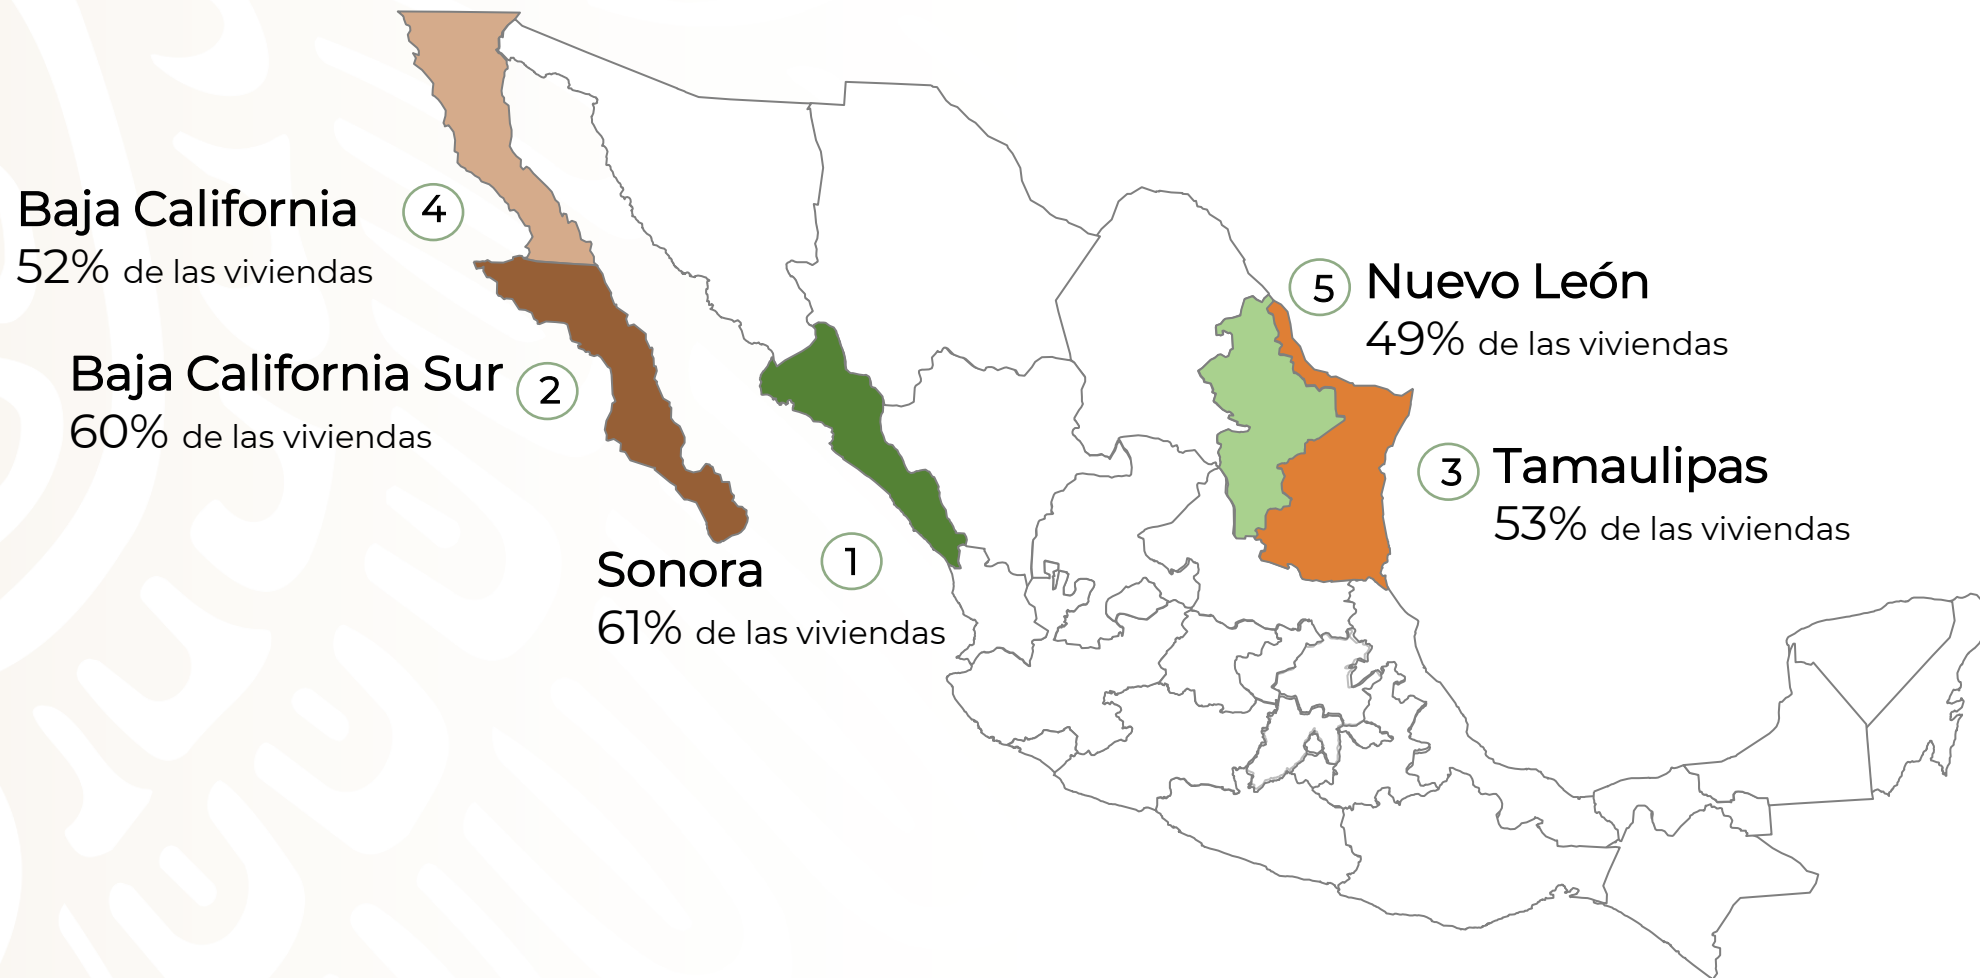 Baja California
4
52% de las viviendas
Baja California Sur
2
60% de las viviendas
Sonora
1
61% de las viviendas
5
Nuevo León
49% de las viviendas
3
Tamaulipas
53% de las viviendas